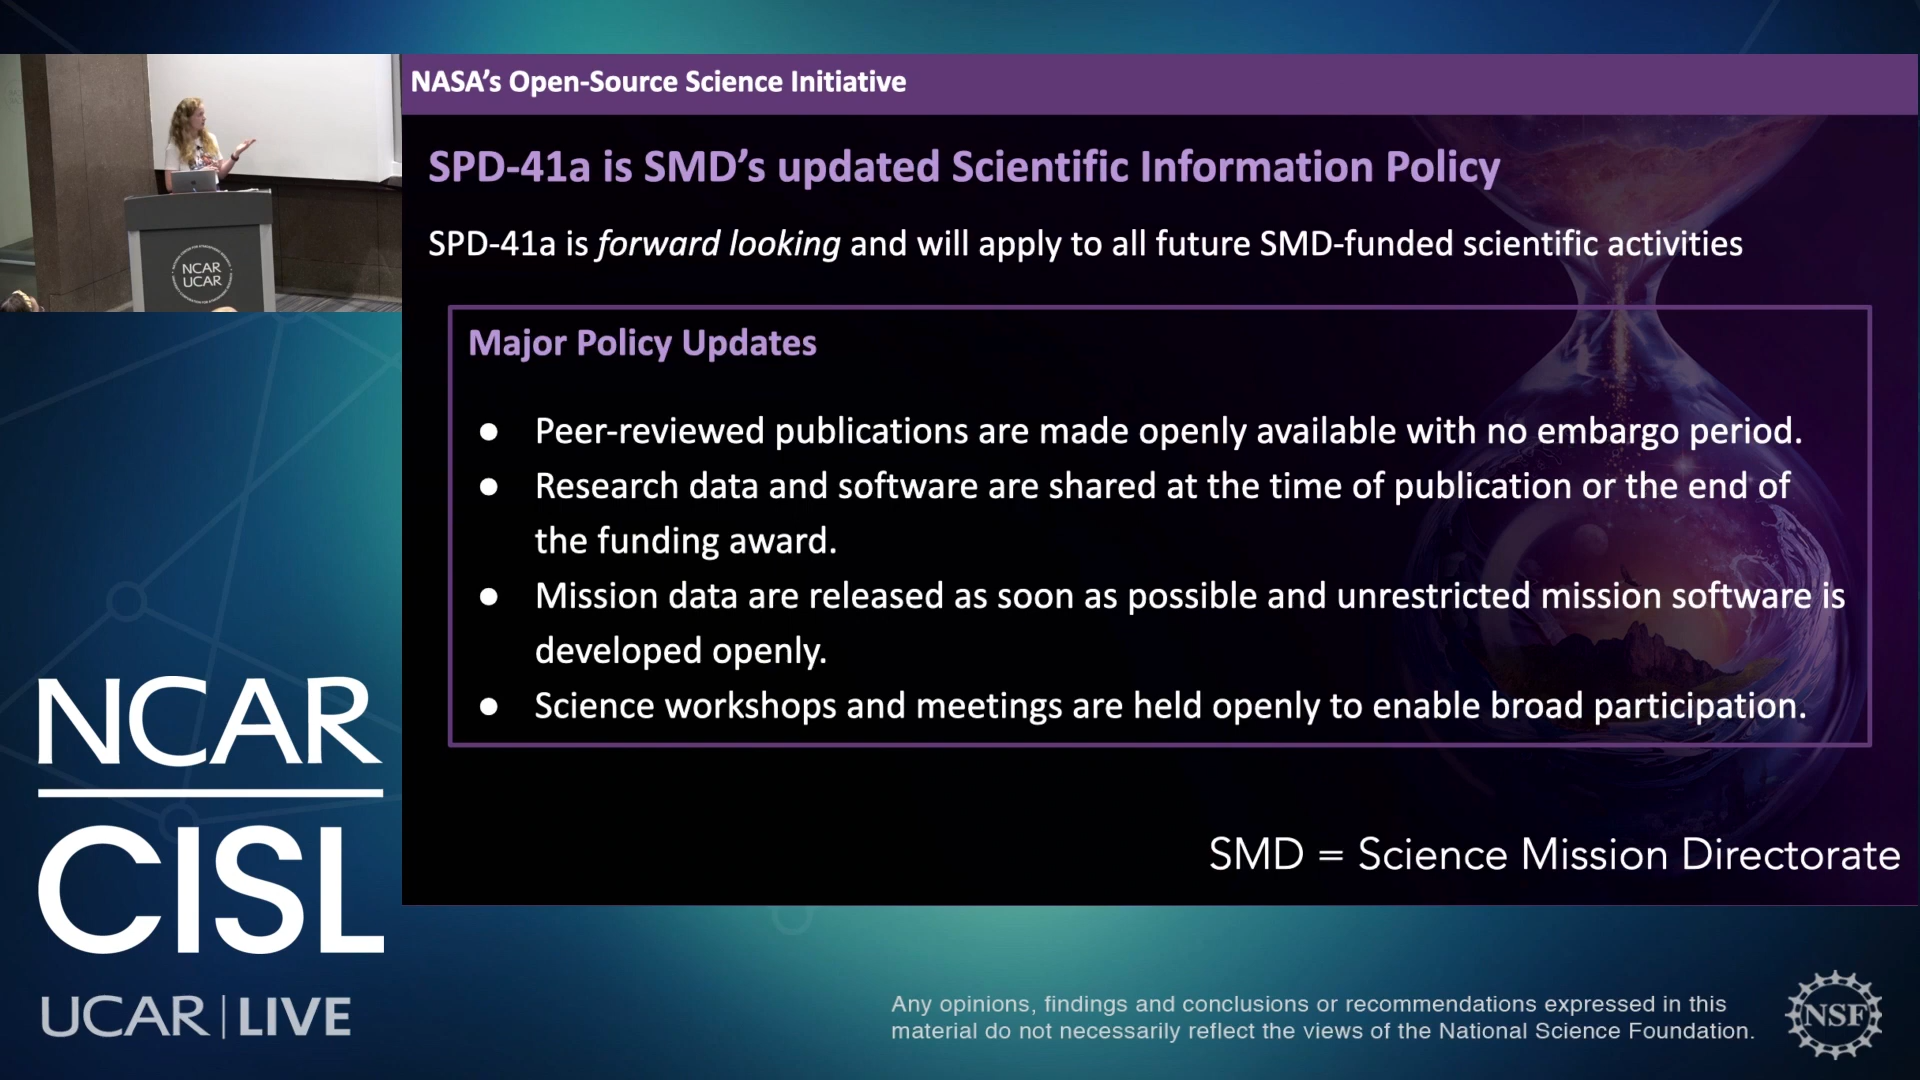 NASA's Open-Source Science Initiative
SPD-41a is SMD's updated Scientific Information Policy
SPD-41a is forward looking and will apply to all future SMD-funded scientific activities
Major Policy Updates
● Peer-reviewed publications are made openly available with no embargo period.
● Research data and software are shared at the time of publication or the end of
the funding award.
● Mission data are released as soon as possible and unrestricted mission software is
developed openly.
● Science workshops and meetings are held openly to enable broad participation.
SMD = Science Mission Directorate
NCAR
UCAR
NCAR
CISL
UCAR | LIVE
Any opinions, findings and conclusions or recommendations expressed in this
material do not necessarily reflect the views of the National Science Foundation.
NSF